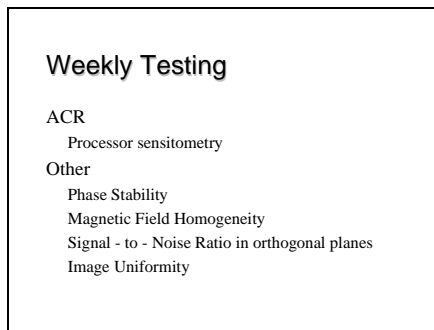 Weekly Testing
ACR
Processor sensitometry
Other
Phase Stability
Magnetic Field Homogeneity
Signal - to - Noise Ratio in orthogonal planes
Image Uniformity